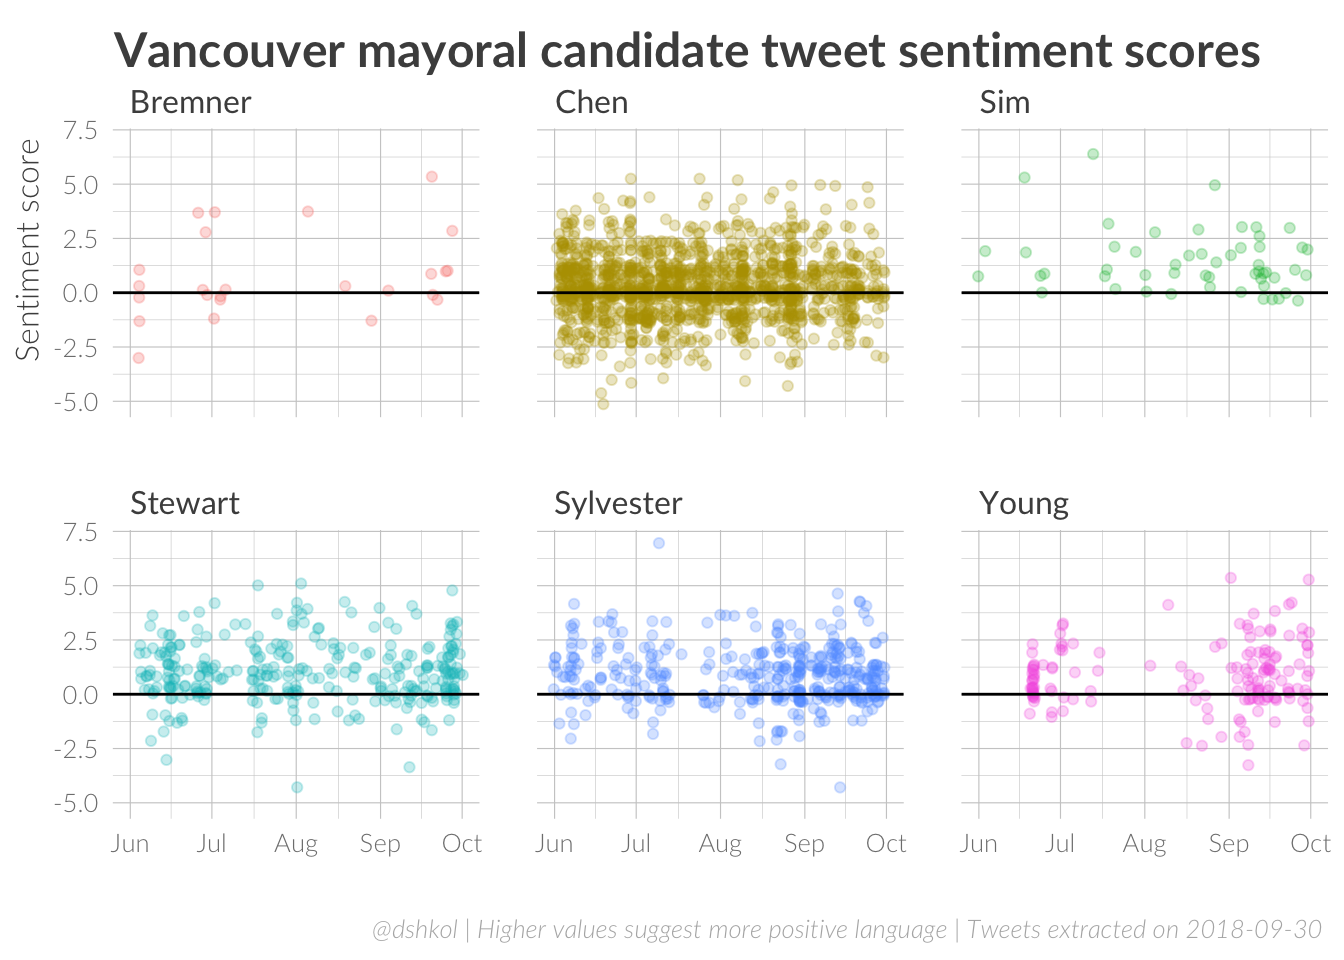 Vancouver mayoral candidate tweet sentiment scores
Bremner Chen Sim
Sentiment score
7.5
5.0
2.5
0.0
-2.5
-5.0
Stewart Sylvester Young
7.5
5.0
2.5
0.0
-2.5
-5.0
Jun Jul Aug Sep Oct Jun Jul Aug Sep Oct Jun Jul Aug Sep Oct
@dshkol | Higher values suggest more positive language | Tweets extracted on 2018-09-30